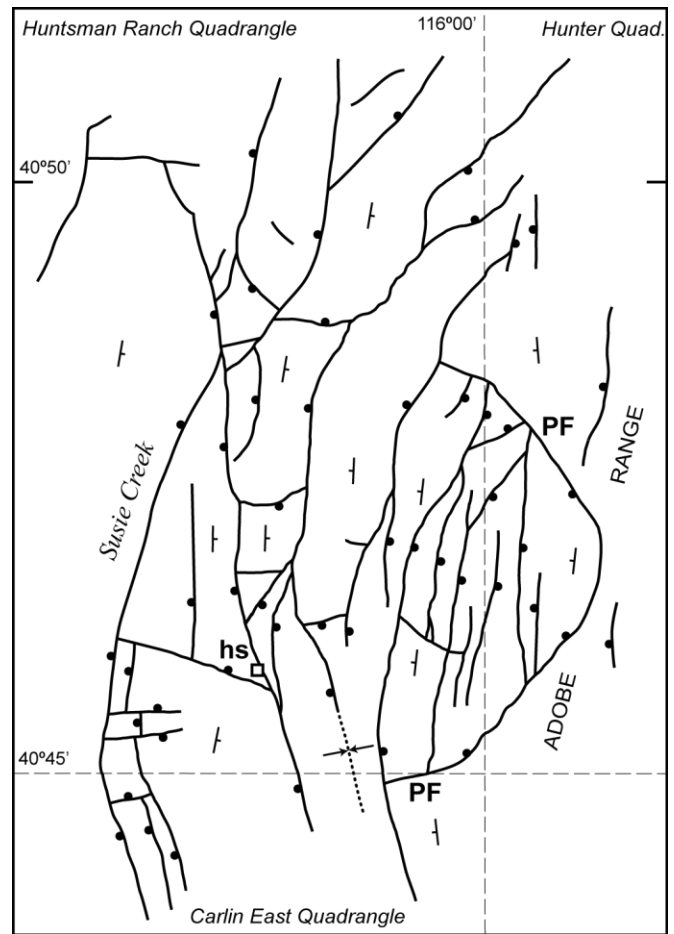 Huntsman Ranch Quadrangle
116º00’
Hunter Quad.
40º50’
PF
RANGE
Susie Creek
hs
ADOBE
40º45’
PF
Carlin East Quadrangle